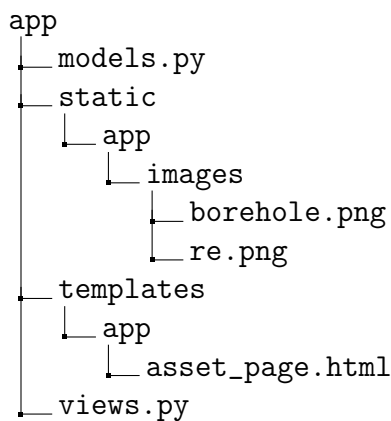 app
models.py
static
app
images
borehole.png
re.png
templates
app
asset_page.html
views.py